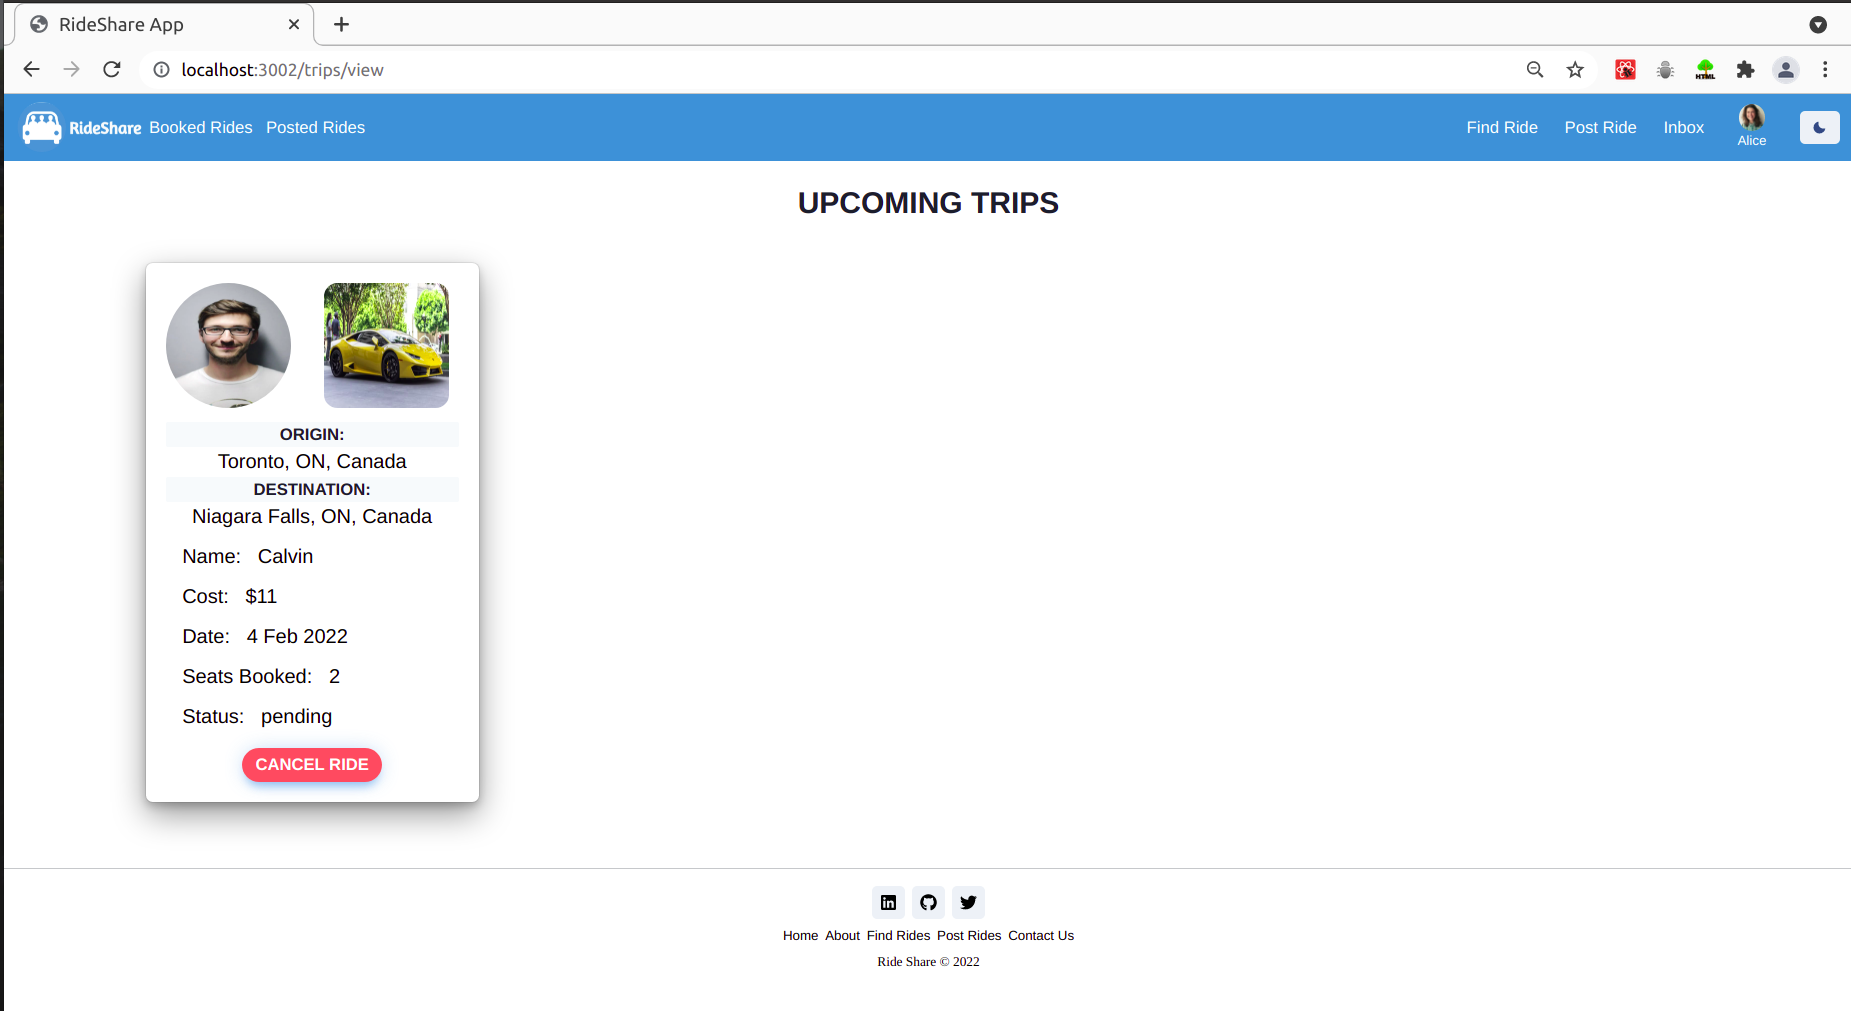 RideShare App
localhost:3002/trips/view
HTML
RideShare Booked Rides Posted Rides Find Ride Post Ride Inbox
Alice
UPCOMING TRIPS
ORIGIN:
Toronto, ON, Canada
DESTINATION:
Niagara Falls, ON, Canada
Name: Calvin
Cost: $11
Date: 4 Feb 2022
Seats Booked: 2
Status: pending
CANCEL RIDE
in
Home About Find Rides Post Rides Contact Us
Ride Share © 2022